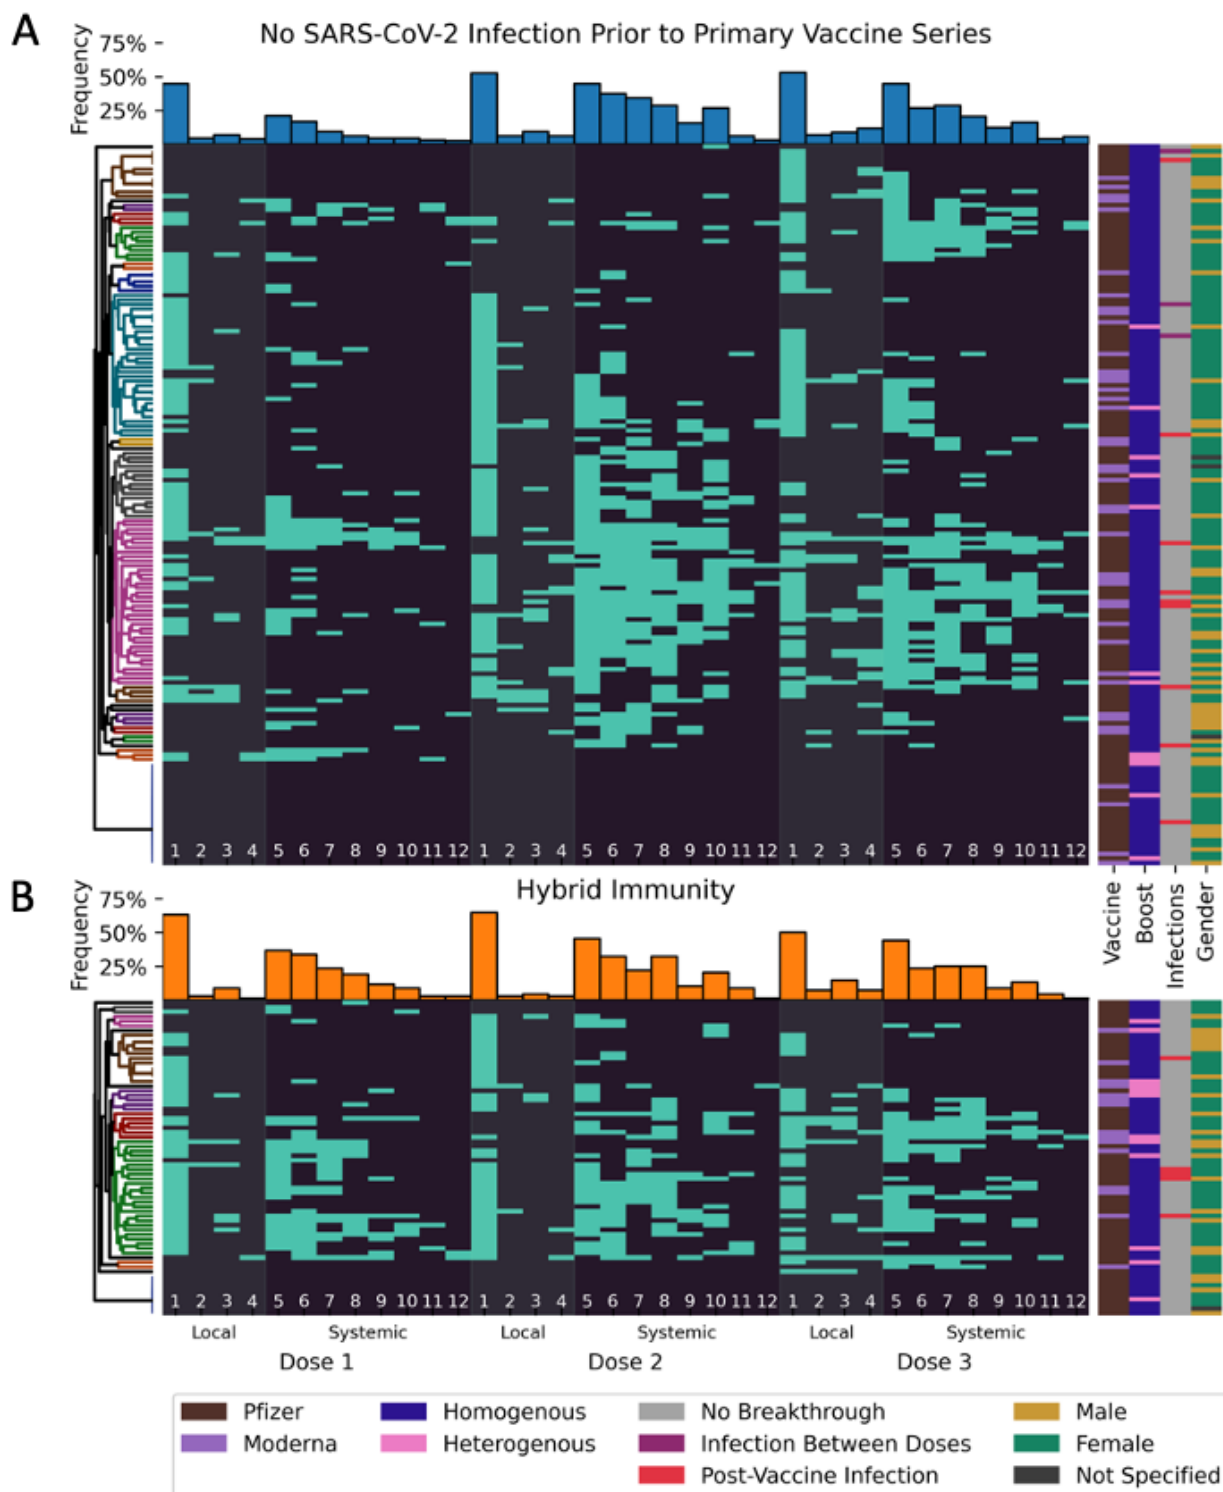 A
No SARS-CoV-2 Infection Prior to Primary Vaccine Series
Frequency
75%
50%
25%
1 2 3 4 5 6 7 8 9 10 11 12 1 2 3 4 5 6 7 8 9 10 11 12 1 2 3 4 5 6 7 8 9 10 11 12
Vaccine
Boost
Infections
Gender
B
Hybrid Immunity
Frequency
75%
50%
25%
1 2 3 4 5 6 7 8 9 10 11 12 1 2 3 4 5 6 7 8 9 10 11 12 1 2 3 4 5 6 7 8 9 10 11 12
Local Systemic Local Systemic Local Systemic
Dose 1 Dose 2 Dose 3
Pfizer Homogenous No Breakthrough Male
Moderna Heterogenous Infection Between Doses Female
Post-Vaccine Infection Not Specified